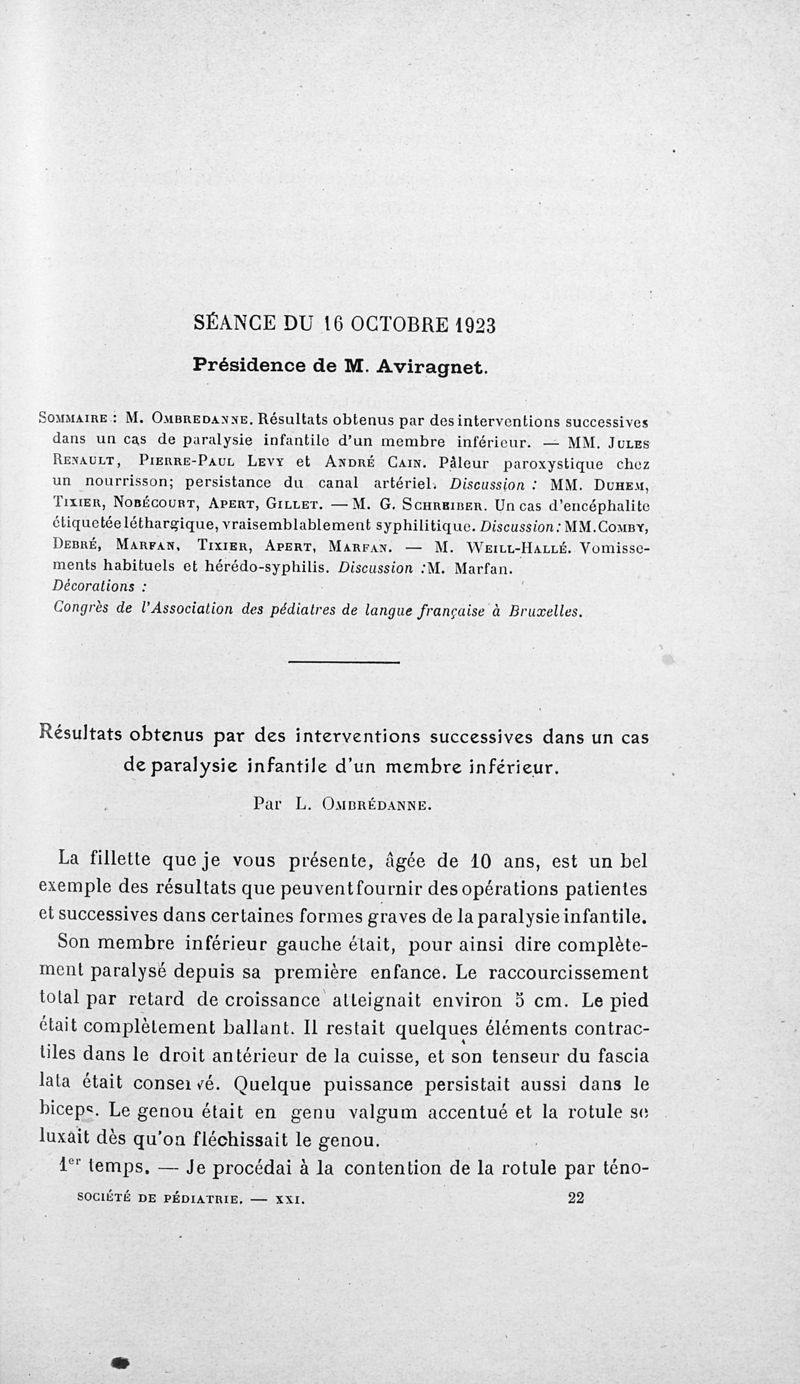 SÉANCE DU 16 OCTOBRE 1923
Présidence de M. Aviragnet.
SOMMAIRE : M. OMBREDANNE. Résultats obtenus par des interventions successives
dans un cas de paralysie infantile d'un membre inférieur. — MM. JULES
RENAULT, PIERRE-PAUL LEVY et ANDRÉ CAIN. Pâleur paroxystique chez
un nourrisson; persistance du canal artériel. Discussion : MM. DUHEM,
TIXIER, NOBÉCOURT, APERT, GILLET. — M. G. SCHREIBER. Un cas d'encéphalite
étiquetée léthargique, vraisemblablement syphilitique. Discussion : MM. COMBY,
DEBRÉ, MARFAN, TIXIER, APERT, MARFAN. — M. WEILL-HALLÉ. Vomisse-
ments habituels et hérédo-syphilis. Discussion : M. Marfan.
Décorations :
Congrès de l'Association des pédiatres de langue française à Bruxelles.
Résultats obtenus par des interventions successives dans un cas
de paralysie infantile d'un membre inférieur.
Par L. OMBRÉDANNE.
La fillette que je vous présente, âgée de 10 ans, est un bel
exemple des résultats que peuvent fournir des opérations patientes
et successives dans certaines formes graves de la paralysie infantile.
Son membre inférieur gauche était, pour ainsi dire complète-
ment paralysé depuis sa première enfance. Le raccourcissement
total par retard de croissance atteignait environ 5 cm. Le pied
était complètement ballant. Il restait quelques éléments contrac-
tiles dans le droit antérieur de la cuisse, et son tenseur du fascia
lata était conservé. Quelque puissance persistait aussi dans le
biceps. Le genou était en genu valgum accentué et la rotule se
luxait dès qu'on fléchissait le genou.
1er temps. — Je procédai à la contention de la rotule par téno-
SOCIÉTÉ DE PÉDIATRIE. — XXI. 22